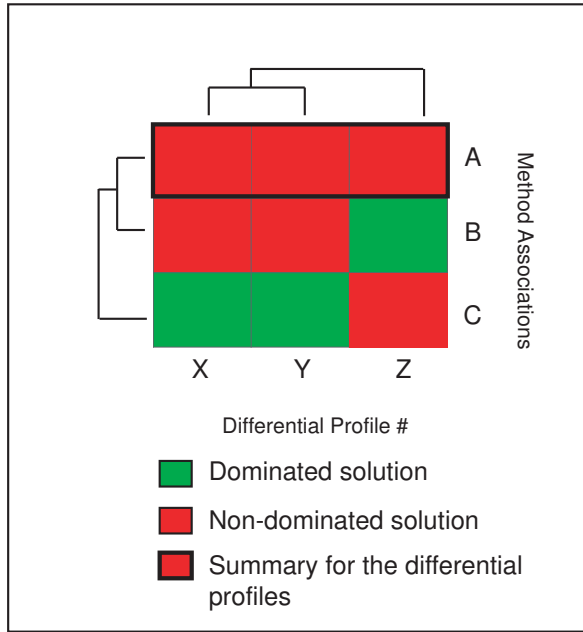 A
B
C
Method Associations
X Y Z
Differential Profile #
Dominated solution
Non-dominated solution
Summary for the differential
profiles